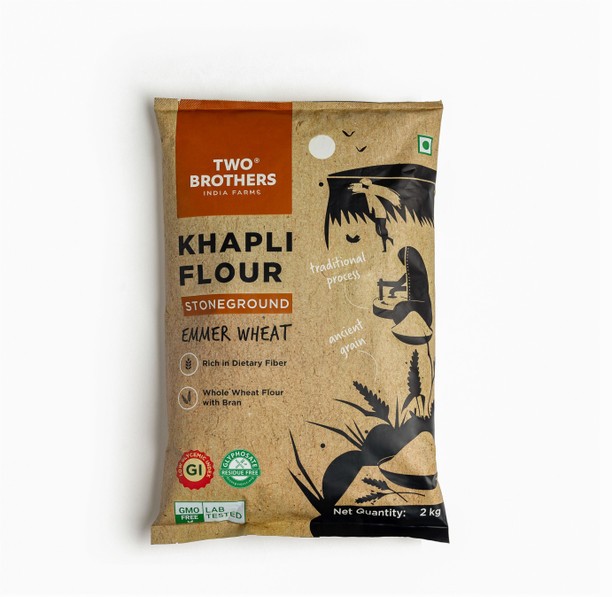 TWO®
BROTHERS
INDIA FARMS
KHAPLI
FLOUR
STONEGROUND
EMMER WHEAT
traditional
process
ancient
grain
Rich in Dietary Fiber
Whole Wheat Flour
with Bran
GI
GLYPHOSATE
RESIDUE FREE
GMO
FREE
LAB
TESTED
Net Quantity: 2 kg